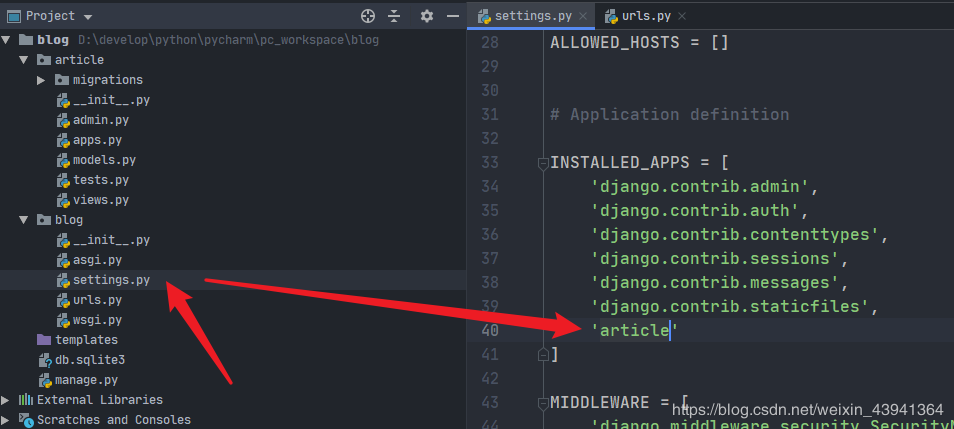 Project
blog D:\develop\python\pycharm\pc_workspace\blog
article
migrations
__init__.py
admin.py
apps.py
models.py
tests.py
views.py
blog
__init__.py
asgi.py
settings.py
urls.py
wsgi.py
templates
db.sqlite3
manage.py
External Libraries
Scratches and Consoles
settings.py
urls.py
28 ALLOWED_HOSTS = []
29
30
31 # Application definition
32
33 INSTALLED_APPS = [
34 'django.contrib.admin',
35 'django.contrib.auth',
36 'django.contrib.contenttypes',
37 'django.contrib.sessions',
38 'django.contrib.messages',
39 'django.contrib.staticfiles',
40 'article'
41 ]
42
43 MIDDLEWARE = [
44 'django.middleware.security.SecurityM
https://blog.csdn.net/weixin_43941364